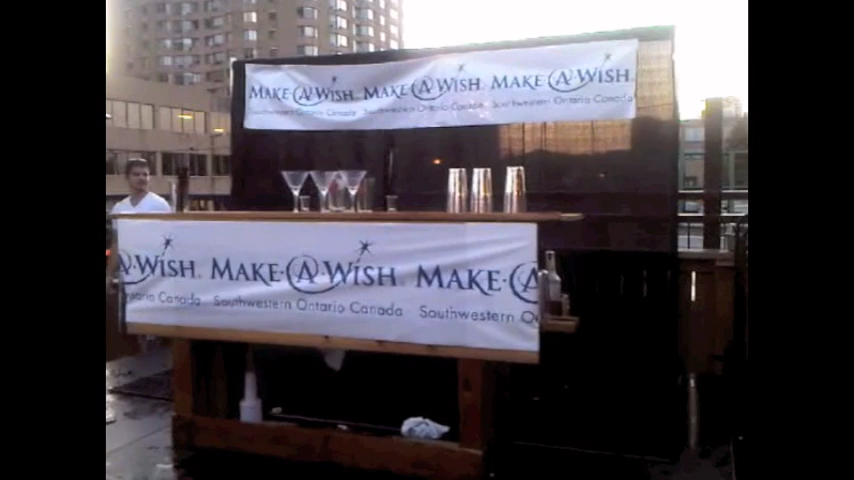 MAKE·A·WISH. MAKE·A·WISH. MAKE·A·WISH.
Southwestern Ontario Canada Southwestern Ontario Canada Southwestern Ontario Canada
A·WISH. MAKE·A·WISH. MAKE·A
ntario Canada Southwestern Ontario Canada Southwestern O